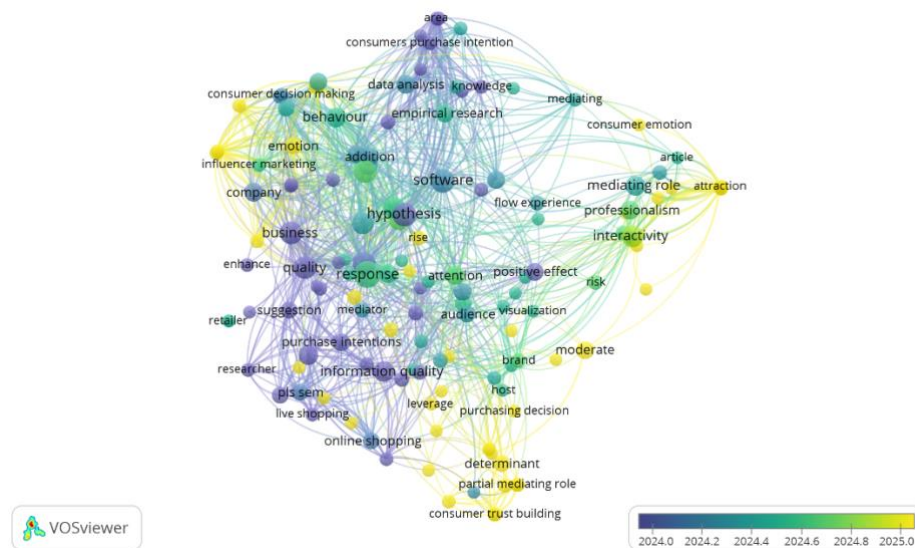 area
consumers purchase intention
data analysis
knowledge
consumer decision making
mediating
behaviour
empirical research
consumer emotion
emotion
addition
article
influencer marketing
software
mediating role
attraction
company
flow experience
professionalism
hypothesis
business
rise
interactivity
enhance
quality
response
attention
positive effect
risk
suggestion
mediator
audience
visualization
retailer
purchase intentions
moderate
researcher
information quality
brand
pls sem
host
live shopping
leverage
purchasing decision
online shopping
determinant
partial mediating role
consumer trust building
VOSviewer
2024.0 2024.2 2024.4 2024.6 2024.8 2025.0